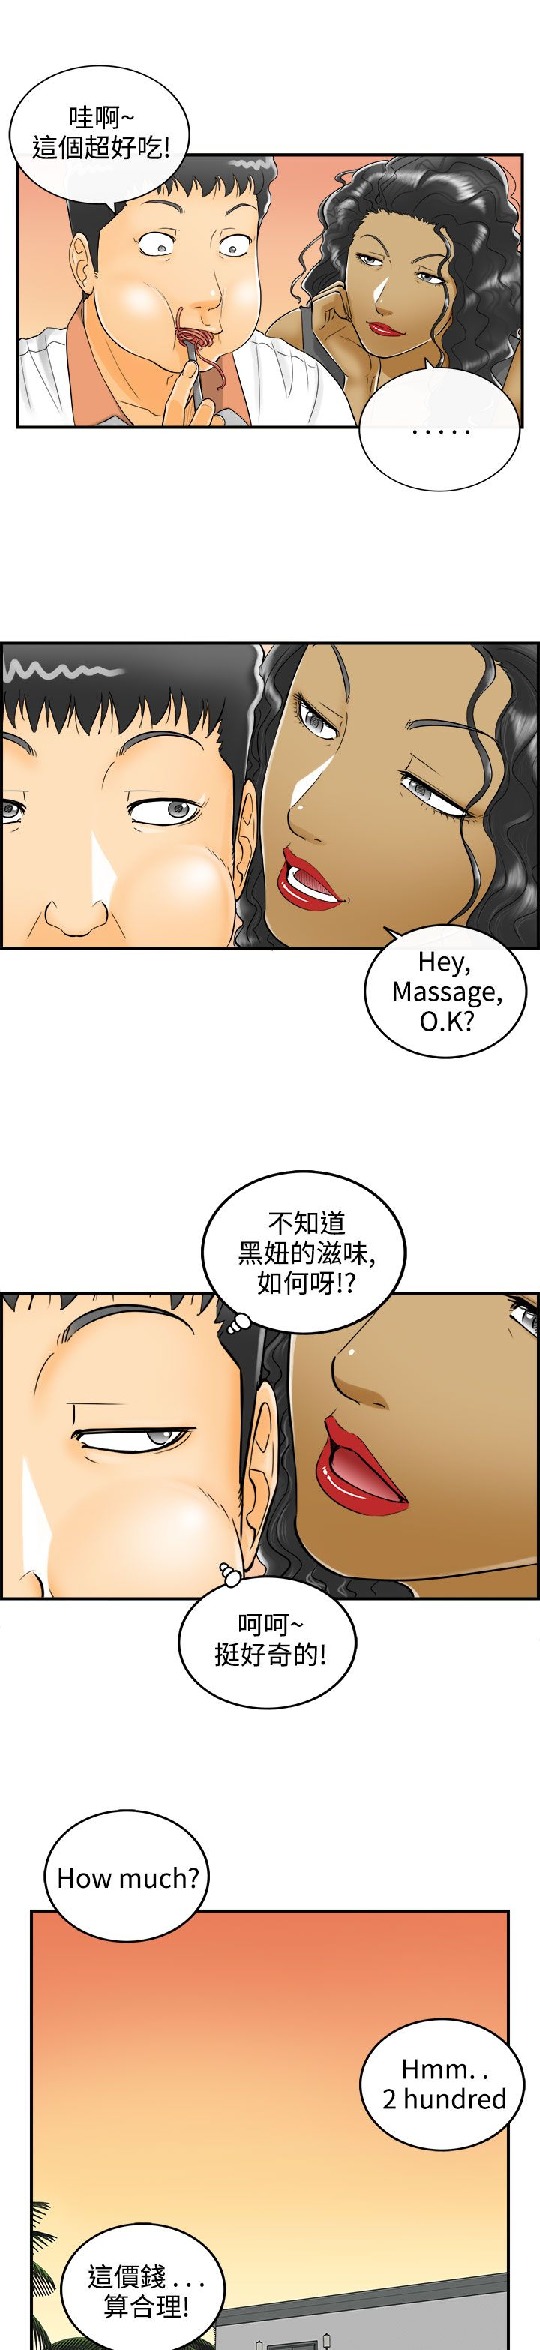 哇啊~
這個超好吃!
.....
Hey,
Massage,
O.K?
不知道
黑妞的滋味,
如何呀!?
呵呵~
挺好奇的!
How much?
Hmm. .
2 hundred
這價錢 . . .
算合理!